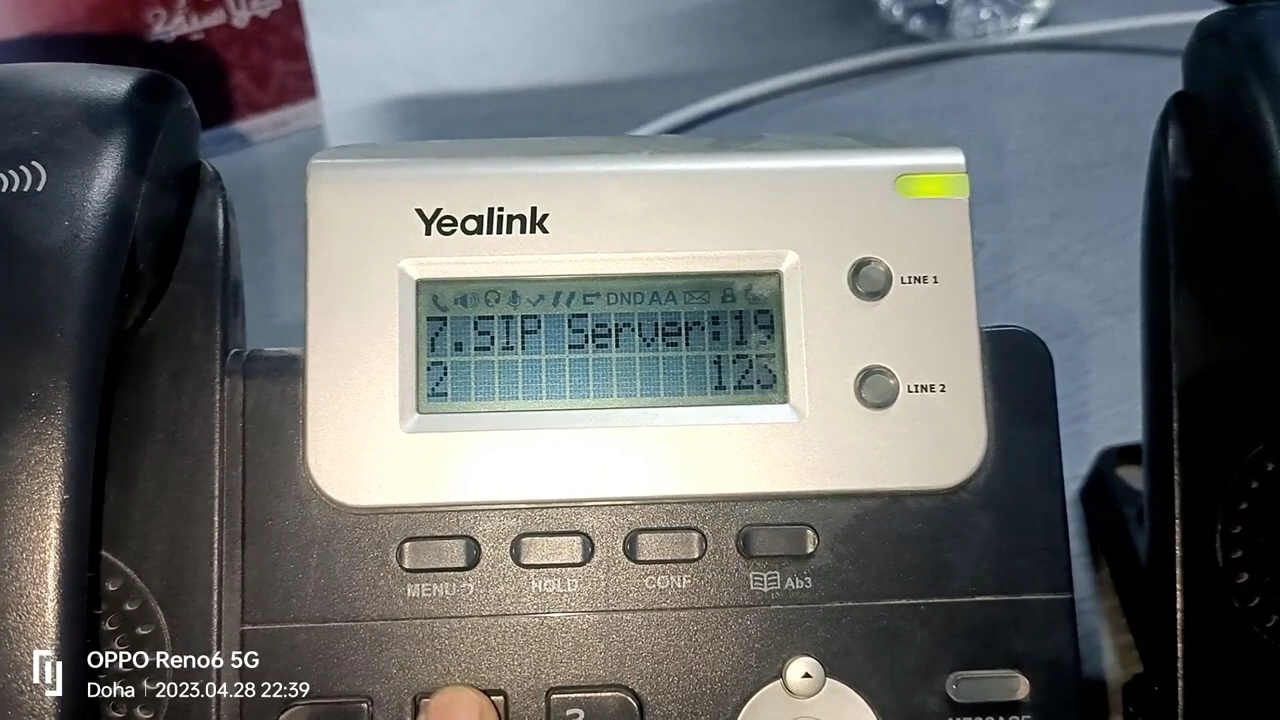 Yealink
DND AA
7.SIP Server:19
2 123
LINE 1
LINE 2
MENU
HOLD
CONF
Ab3
OPPO Reno6 5G
Doha | 2023.04.28 22:39